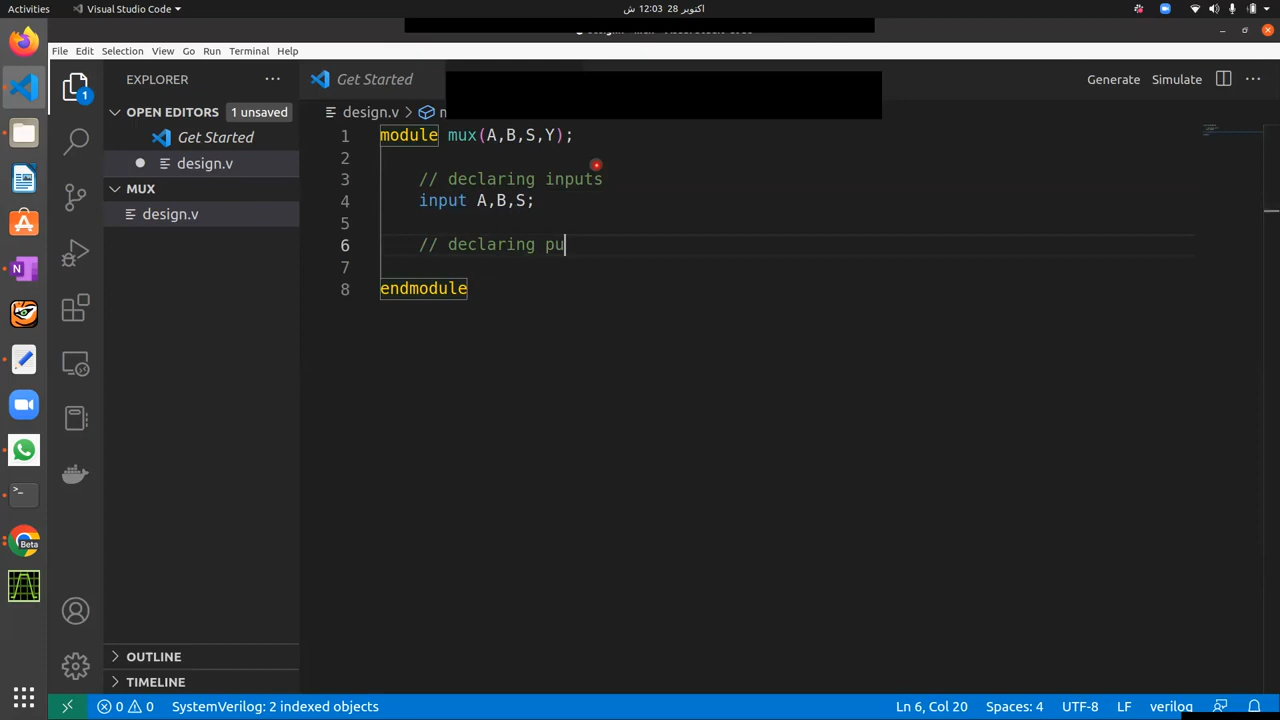 Activities
Visual Studio Code
اکتوبر 28 12:03 ش
File Edit Selection View Go Run Terminal Help
EXPLORER
Get Started
Generate
Simulate
OPEN EDITORS
1 unsaved
Get Started
design.v
MUX
design.v
design.v >
1 module mux(A,B,S,Y);
2
3 // declaring inputs
4 input A,B,S;
5
6 // declaring pu
7
8 endmodule
1
Beta
OUTLINE
TIMELINE
0 0
SystemVerilog: 2 indexed objects
Ln 6, Col 20
Spaces: 4
UTF-8
LF
verilog